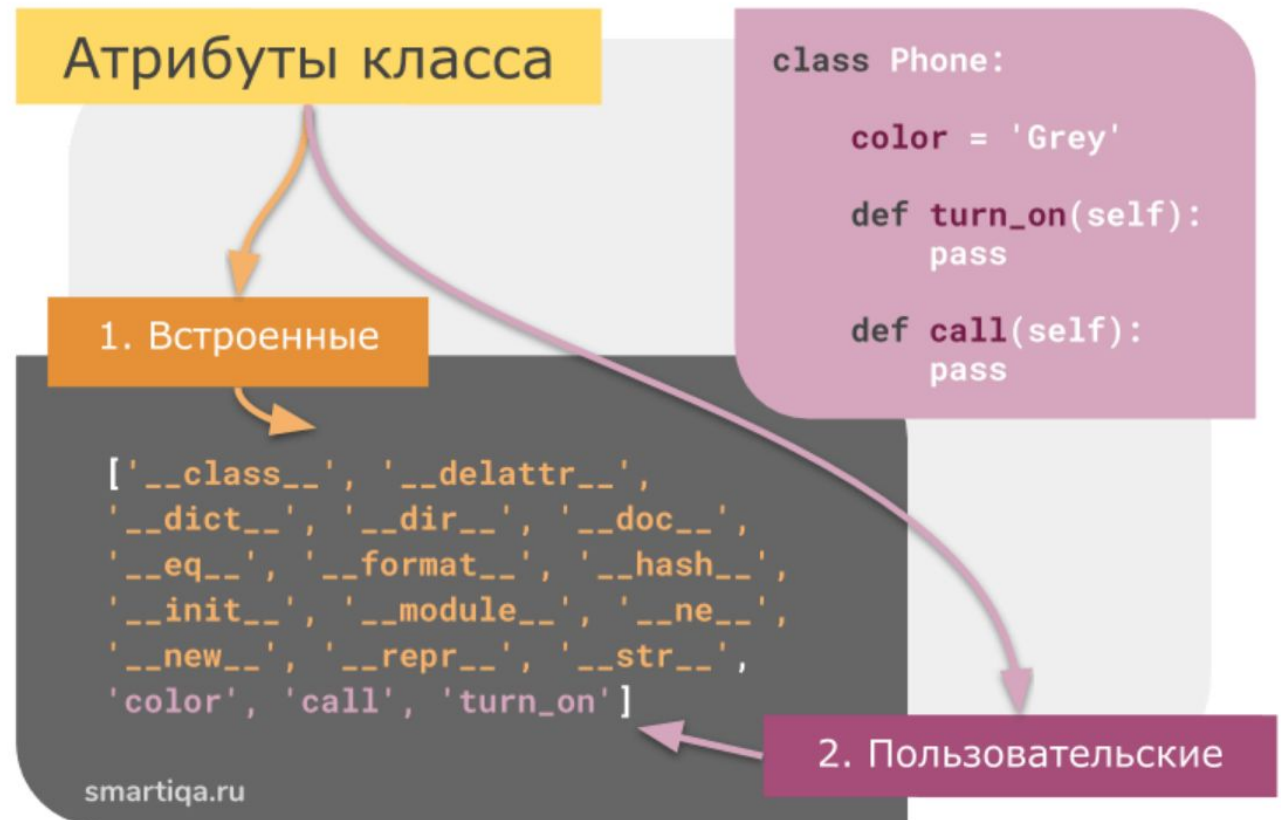 Атрибуты класса
class Phone:
color = 'Grey'
def turn_on(self):
pass
def call(self):
pass
1. Встроенные
['__class__', '__delattr__',
'__dict__', '__dir__', '__doc__',
'__eq__', '__format__', '__hash__',
'__init__', '__module__', '__ne__',
'__new__', '__repr__', '__str__',
'color', 'call', 'turn_on']
2. Пользовательские
smartiqa.ru